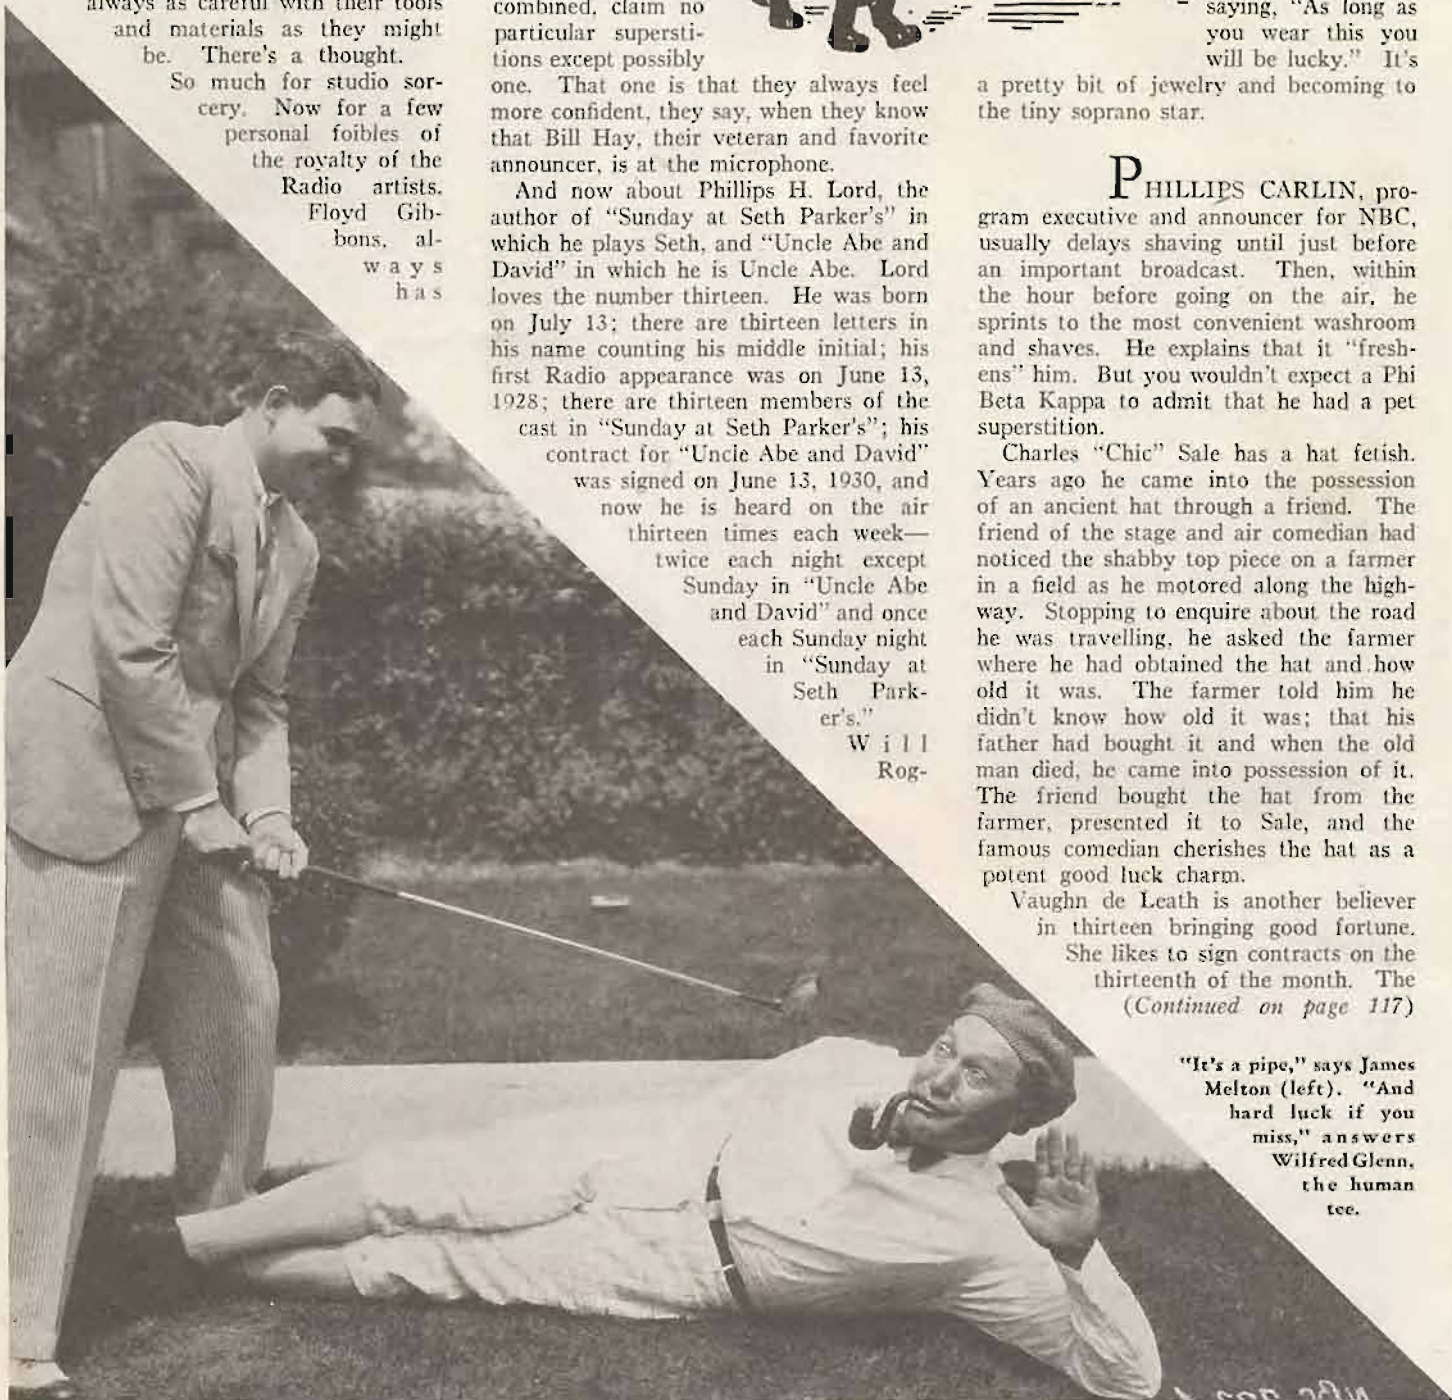 always as careful with their tools
and materials as they might
be. There's a thought.
So much for studio sor-
cery. Now for a few
personal foibles of
the royalty of the
Radio artists.
Floyd Gib-
bons, al-
ways
has
combined, claim no
particular supersti-
tions except possibly
one. That one is that they always feel
more confident, they say, when they know
that Bill Hay, their veteran and favorite
announcer, is at the microphone.
And now about Phillips H. Lord, the
author of "Sunday at Seth Parker's" in
which he plays Seth, and "Uncle Abe and
David" in which he is Uncle Abe. Lord
loves the number thirteen. He was born
on July 13; there are thirteen letters in
his name counting his middle initial; his
first Radio appearance was on June 13,
1928; there are thirteen members of the
cast in "Sunday at Seth Parker's"; his
contract for "Uncle Abe and David"
was signed on June 13, 1930, and
now he is heard on the air
thirteen times each week—
twice each night except
Sunday in "Uncle Abe
and David" and once
each Sunday night
in "Sunday at
Seth Park-
er's."
Will
Rog-
saying, "As long as
you wear this you
will be lucky." It's
a pretty bit of jewelry and becoming to
the tiny soprano star.
PHILLIPS CARLIN, pro-
gram executive and announcer for NBC,
usually delays shaving until just before
an important broadcast. Then, within
the hour before going on the air, he
sprints to the most convenient washroom
and shaves. He explains that it "fresh-
ens" him. But you wouldn't expect a Phi
Beta Kappa to admit that he had a pet
superstition.
Charles "Chic" Sale has a hat fetish.
Years ago he came into the possession
of an ancient hat through a friend. The
friend of the stage and air comedian had
noticed the shabby top piece on a farmer
in a field as he motored along the high-
way. Stopping to enquire about the road
he was travelling, he asked the farmer
where he had obtained the hat and how
old it was. The farmer told him he
didn't know how old it was; that his
father had bought it and when the old
man died, he came into possession of it.
The friend bought the hat from the
farmer, presented it to Sale, and the
famous comedian cherishes the hat as a
potent good luck charm.
Vaughn de Leath is another believer
in thirteen bringing good fortune.
She likes to sign contracts on the
thirteenth of the month. The
(Continued on page 117)
"It's a pipe," says James
Melton (left). "And
hard luck if you
miss," answers
Wilfred Glenn,
the human
tee.